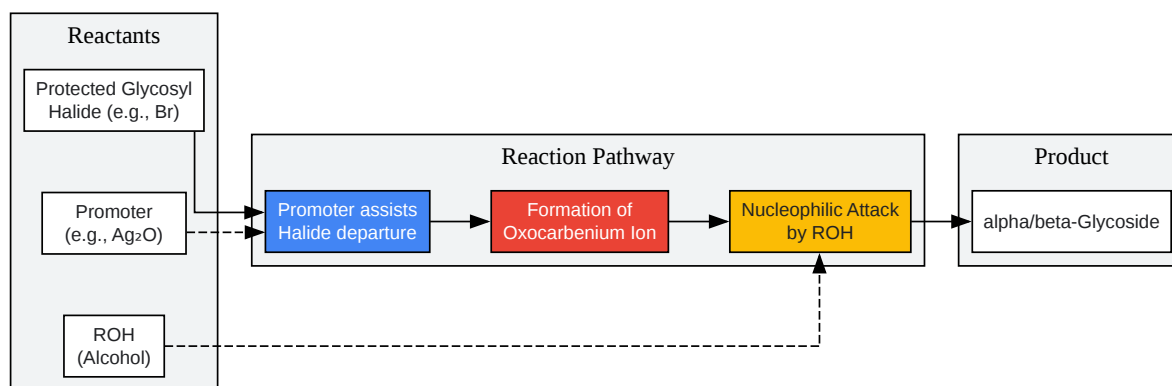 Reactants
Protected Glycosyl
Halide (e.g., Br)
Promoter
(e.g., Ag₂O)
ROH
(Alcohol)
Reaction Pathway
Promoter assists
Halide departure
Formation of
Oxocarbenium Ion
Nucleophilic Attack
by ROH
Product
alpha/beta-Glycoside